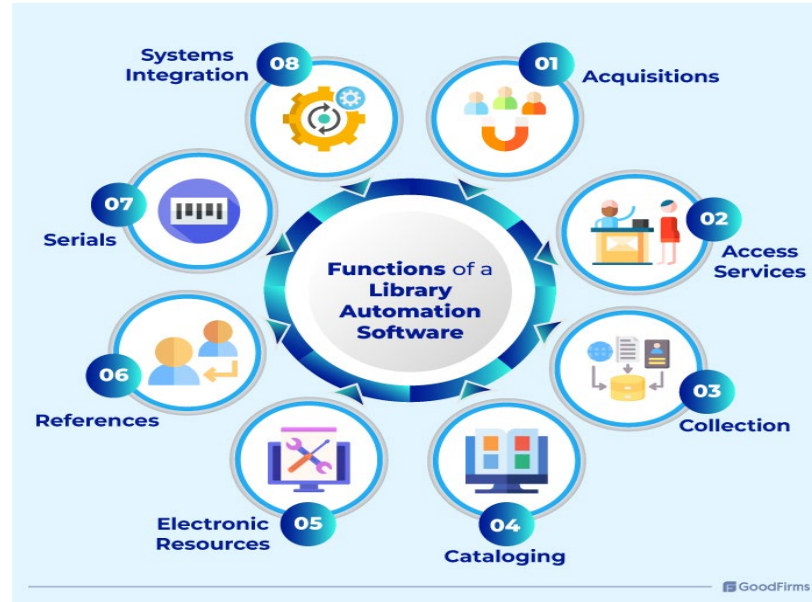 Functions of a
Library
Automation
Software
01
Acquisitions
02
Access
Services
03
Collection
04
Cataloging
05
Electronic
Resources
06
References
07
Serials
08
Systems
Integration
GoodFirms